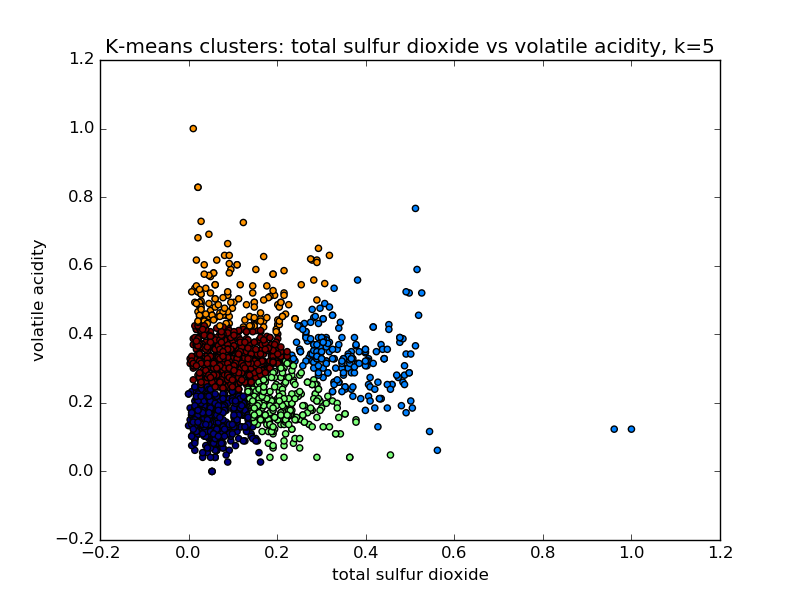 K-means clusters: total sulfur dioxide vs volatile acidity, k=5
1.2
1.0
0.8
0.6
0.4
0.2
0.0
−0.2
volatile acidity
−0.2 0.0 0.2 0.4 0.6 0.8 1.0 1.2
total sulfur dioxide